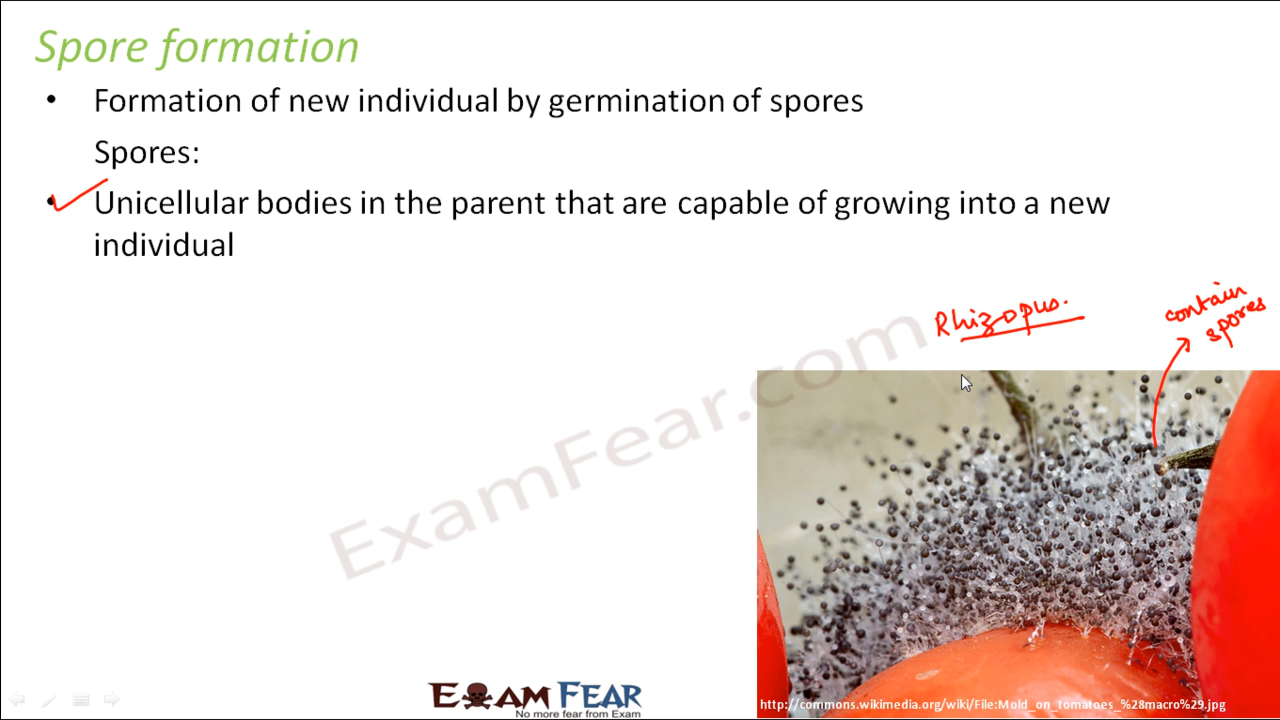 Spore formation
• Formation of new individual by germination of spores
Spores:
• Unicellular bodies in the parent that are capable of growing into a new
individual
Rhizopus.
contain
spores
ExamFear.com
EXAM FEAR
No more fear from Exam
http://commons.wikimedia.org/wiki/File:Mold_on_tomatoes_%28macro%29.jpg